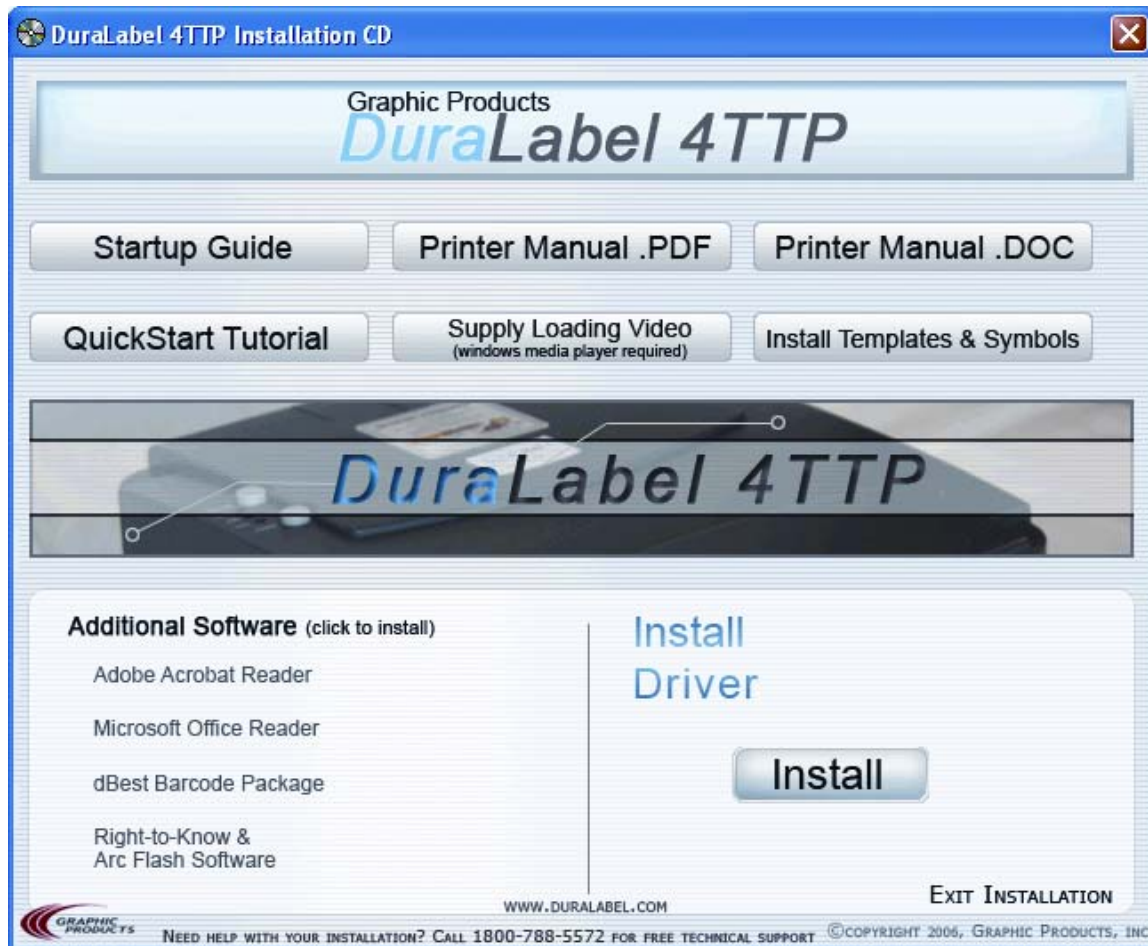 DuraLabel 4TTP Installation CD
Graphic Products
DuraLabel 4TTP
Startup Guide
Printer Manual .PDF
Printer Manual .DOC
QuickStart Tutorial
Supply Loading Video
(windows media player required)
Install Templates & Symbols
DuraLabel 4TTP
Additional Software (click to install)
Adobe Acrobat Reader
Microsoft Office Reader
dBest Barcode Package
Right-to-Know &
Arc Flash Software
Install
Driver
Install
EXIT INSTALLATION
WWW.DURALABEL.COM
GRAPHIC
PRODUCTS
NEED HELP WITH YOUR INSTALLATION? CALL 1800-788-5572 FOR FREE TECHNICAL SUPPORT
©COPYRIGHT 2006, GRAPHIC PRODUCTS,